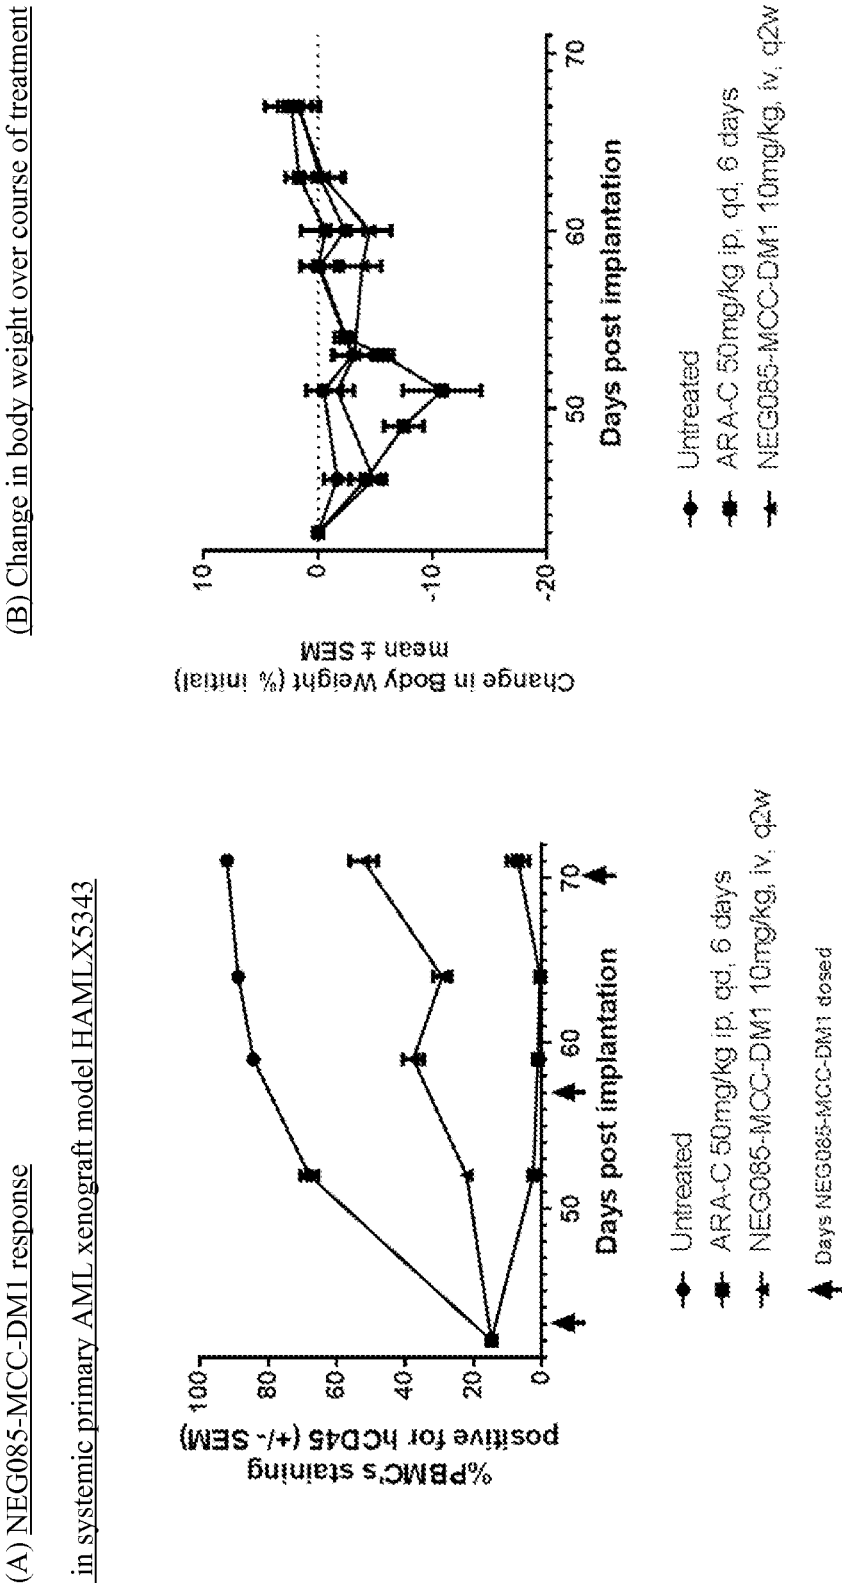 (A) NEG085-MCC-DM1 response
in systemic primary AML xenograft model HAMLX5343
%PBMC's staining
positive for hCD45 (+/- SEM)
100
80
60
40
20
0
50
60
70
Days post implantation
Untreated
ARA-C 50mg/kg ip, qd, 6 days
NEG085-MCC-DM1 10mg/kg, iv, q2w
Days NEG085-MCC-DM1 dosed
(B) Change in body weight over course of treatment
Change in Body Weight (% initial)
mean ± SEM
10
0
-10
-20
50
60
70
Days post implantation
Untreated
ARA-C 50mg/kg ip, qd, 6 days
NEG085-MCC-DM1 10mg/kg, iv, q2w